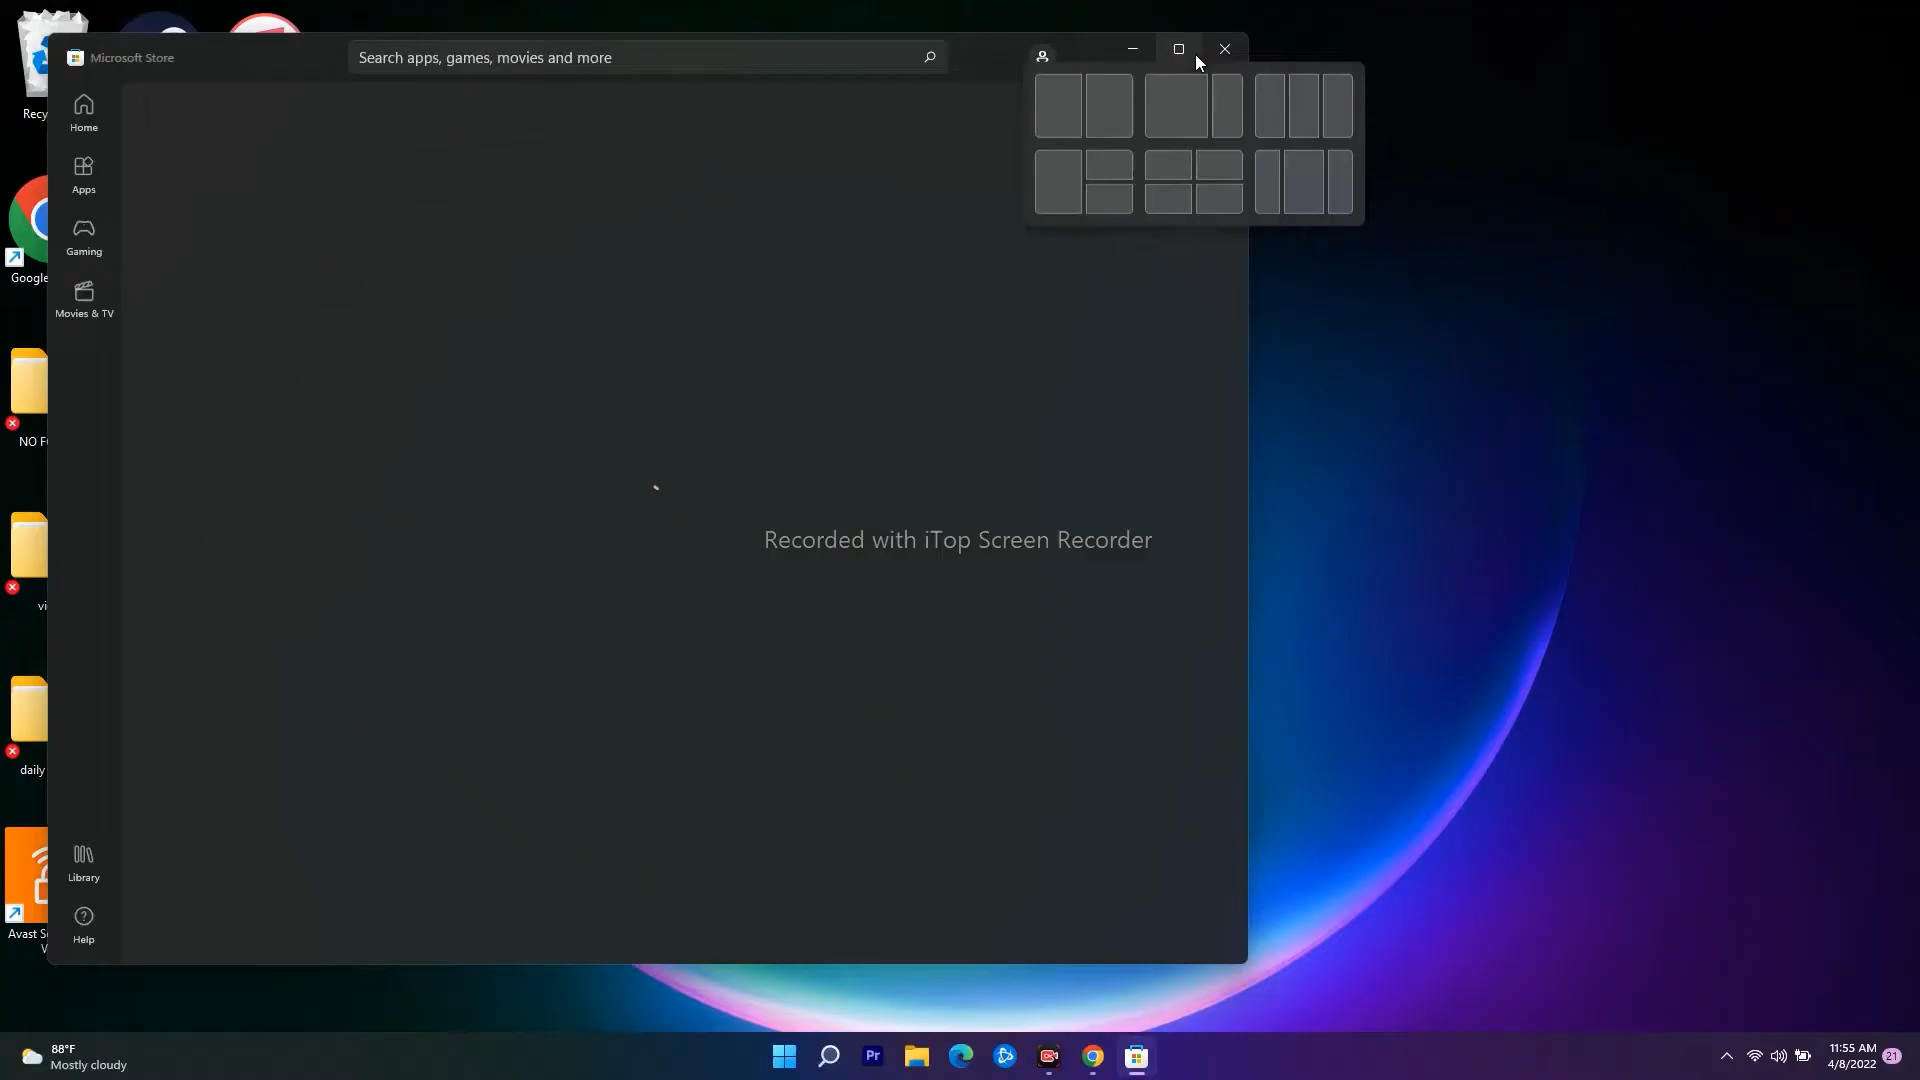 Microsoft Store
Search apps, games, movies and more
Home
Apps
Gaming
Movies & TV
Library
Help
Recorded with iTop Screen Recorder
Recy
Google
NO F
vi
daily
Avast S
V
88°F
Mostly cloudy
Pr
11:55 AM
4/8/2022
21